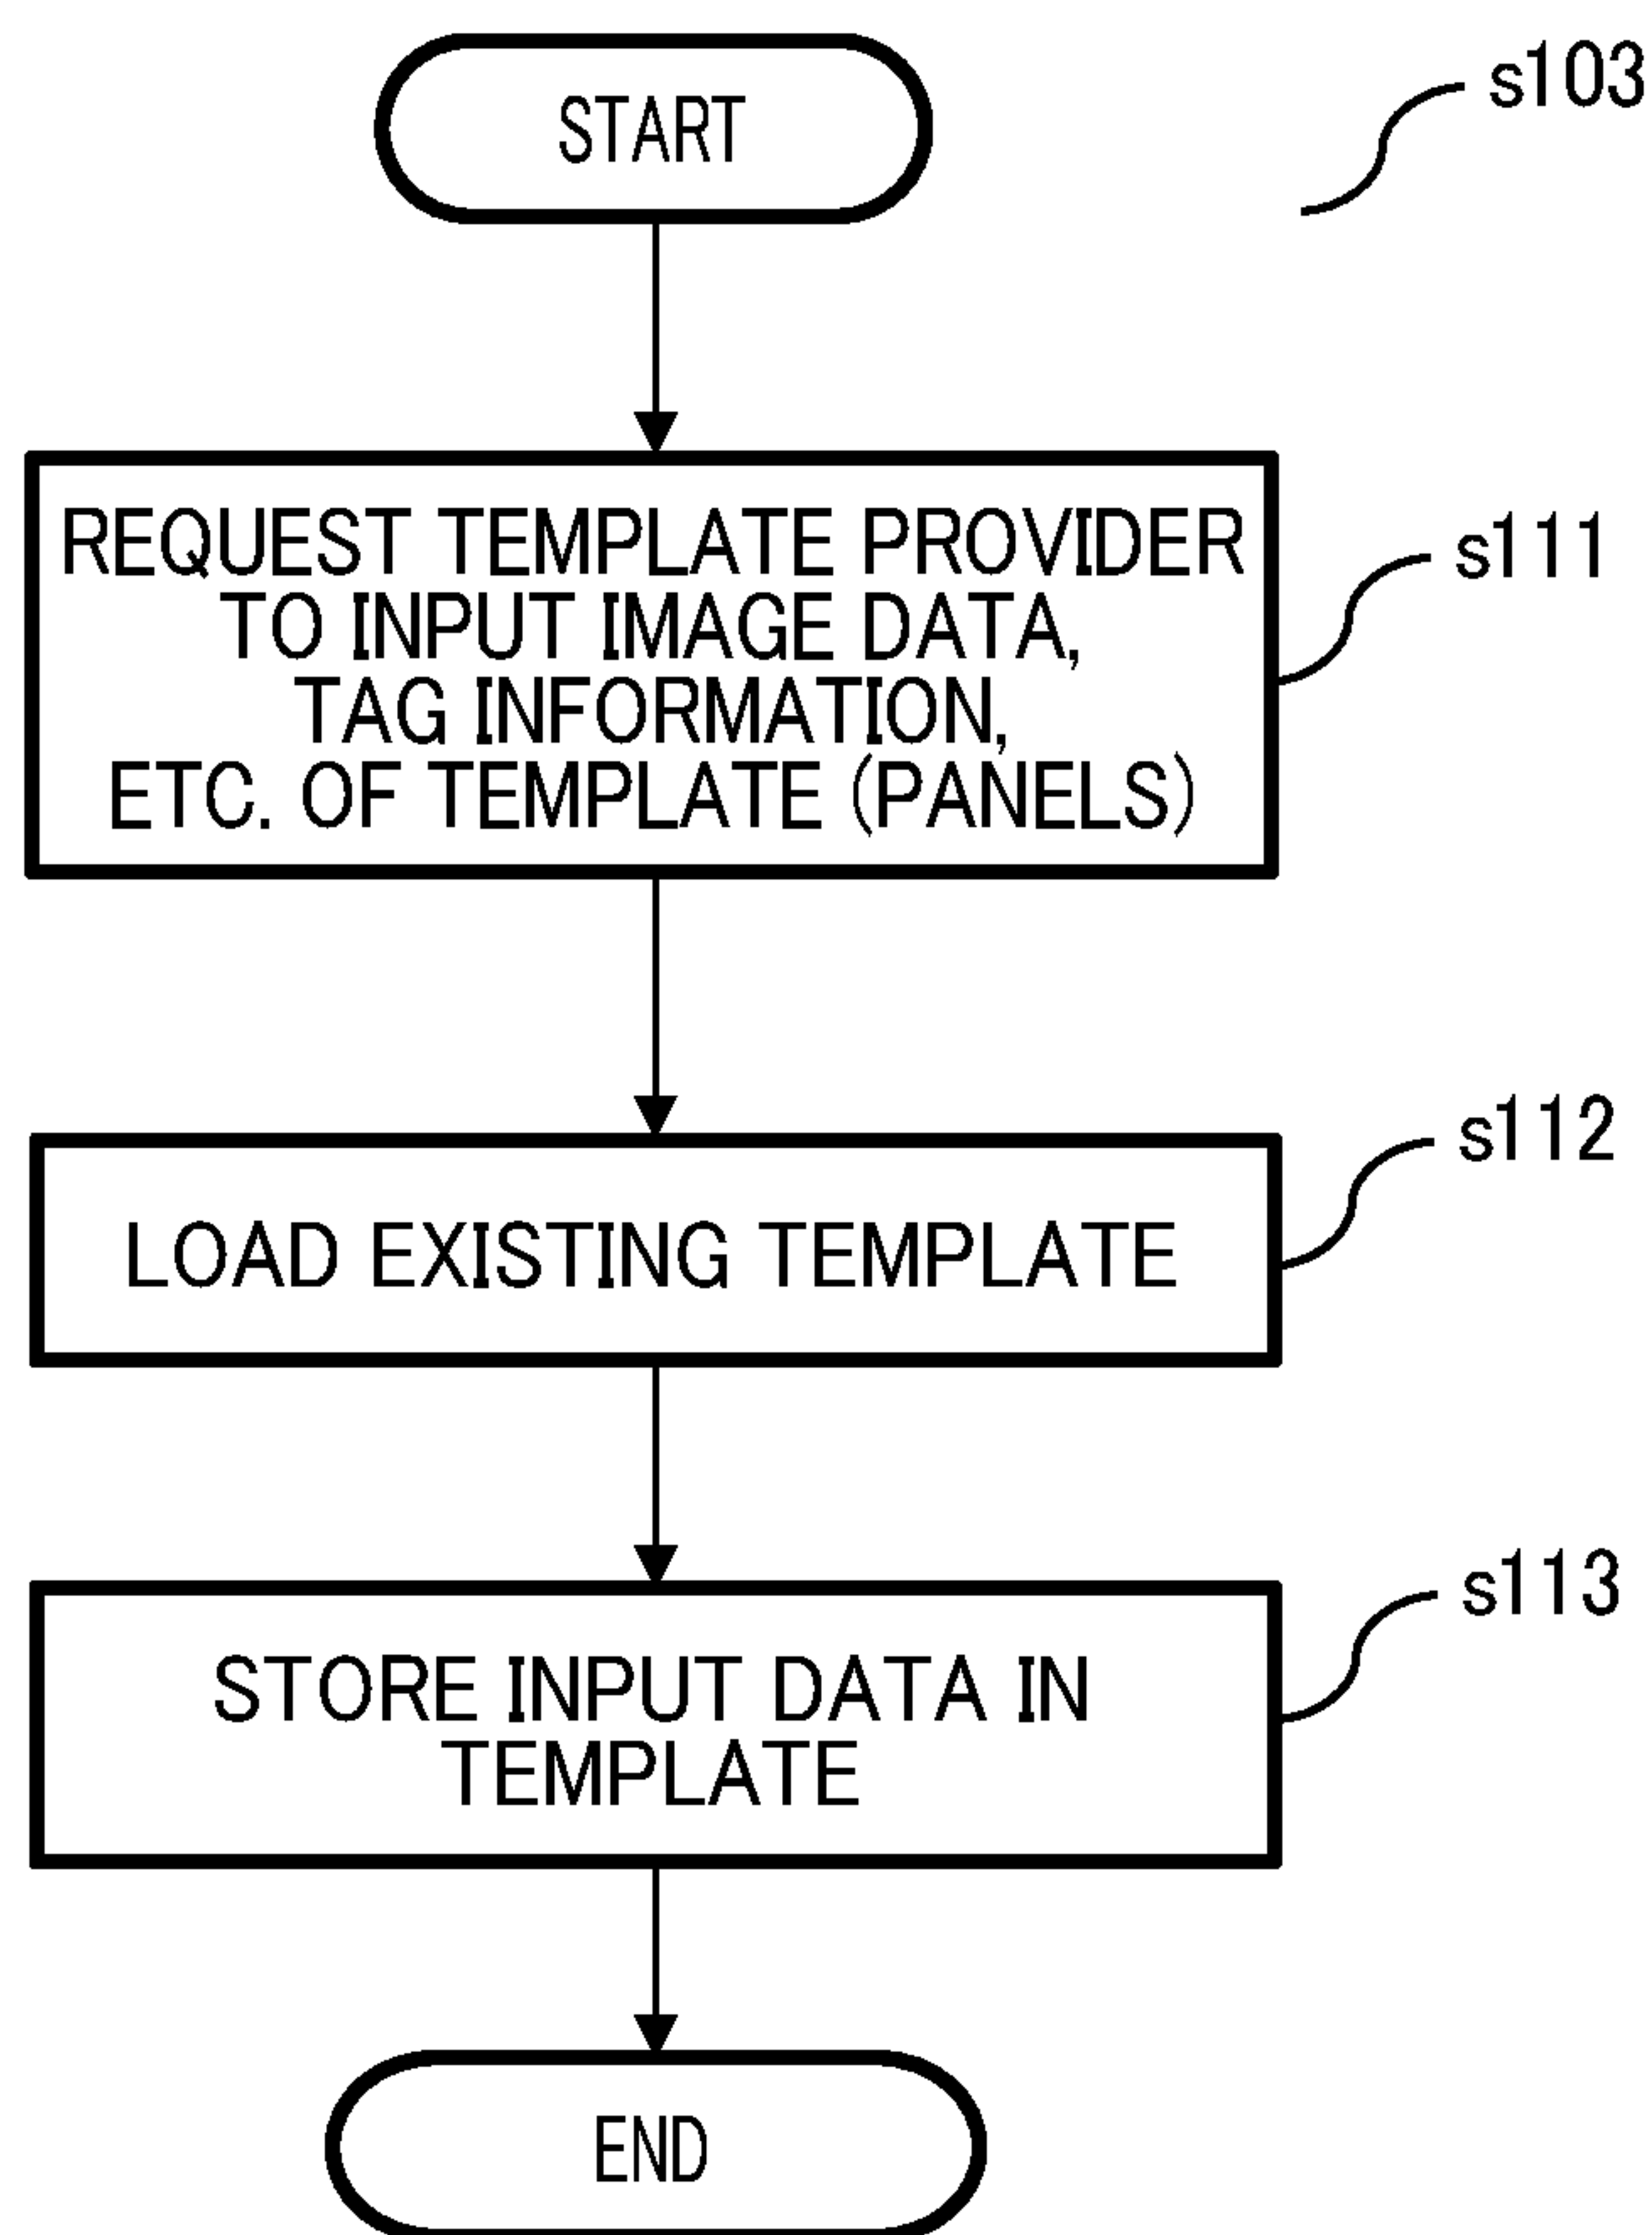 START
s103
REQUEST TEMPLATE PROVIDER
TO INPUT IMAGE DATA,
TAG INFORMATION,
ETC. OF TEMPLATE (PANELS)
s111
LOAD EXISTING TEMPLATE
s112
STORE INPUT DATA IN
TEMPLATE
s113
END